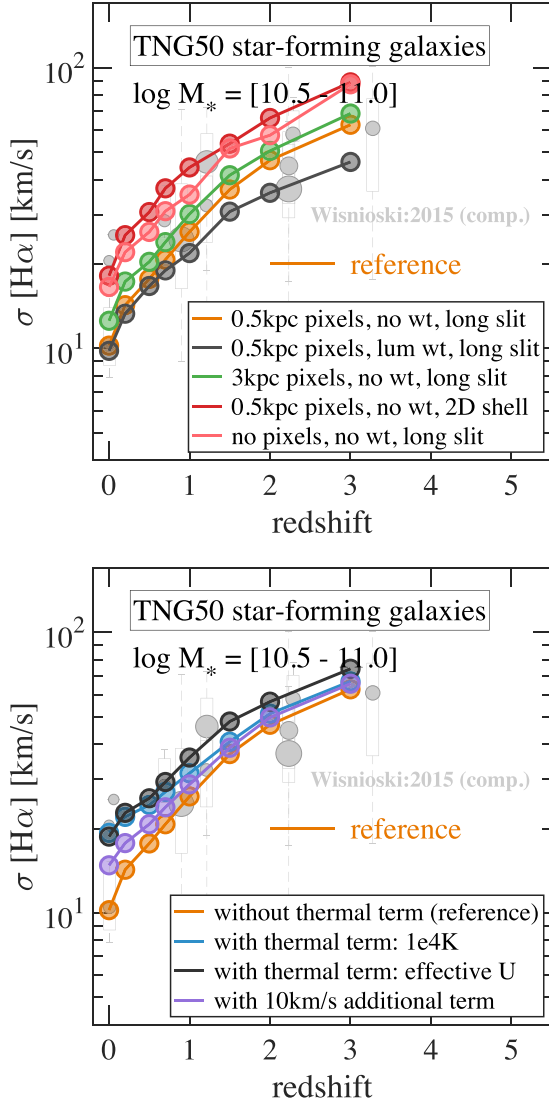 TNG50 star-forming galaxies
10²
log M* = [10.5 - 11.0]
Wisnioski:2015 (comp.)
reference
σ [Hα] [km/s]
10¹
0.5kpc pixels, no wt, long slit
0.5kpc pixels, lum wt, long slit
3kpc pixels, no wt, long slit
0.5kpc pixels, no wt, 2D shell
no pixels, no wt, long slit
0 1 2 3 4 5
redshift
TNG50 star-forming galaxies
10²
log M* = [10.5 - 11.0]
Wisnioski:2015 (comp.)
reference
σ [Hα] [km/s]
10¹
without thermal term (reference)
with thermal term: 1e4K
with thermal term: effective U
with 10km/s additional term
0 1 2 3 4 5
redshift